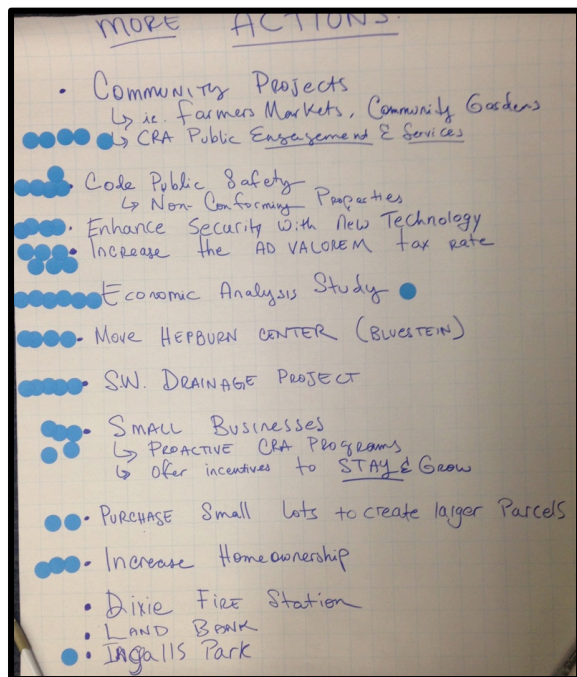 MORE ACTIONS.
• Community Projects
↳ ie. Farmers Markets, Community Gardens
↳ CRA Public Engagement & Services
• Code Public Safety
↳ Non-Conforming Properties
• Enhance Security with New Technology
• Increase the AD VALOREM tax rate
Economic Analysis Study
• Move HEPBURN CENTER (BLUESTEIN)
• S.W. DRAINAGE PROJECT
• Small Businesses
↳ PROACTIVE CRA Programs
↳ Offer incentives to STAY & Grow
• PURCHASE Small Lots to create larger Parcels
• Increase Homeownership
• Dixie FIRE Station
• LAND BANK
• Ingalls Park